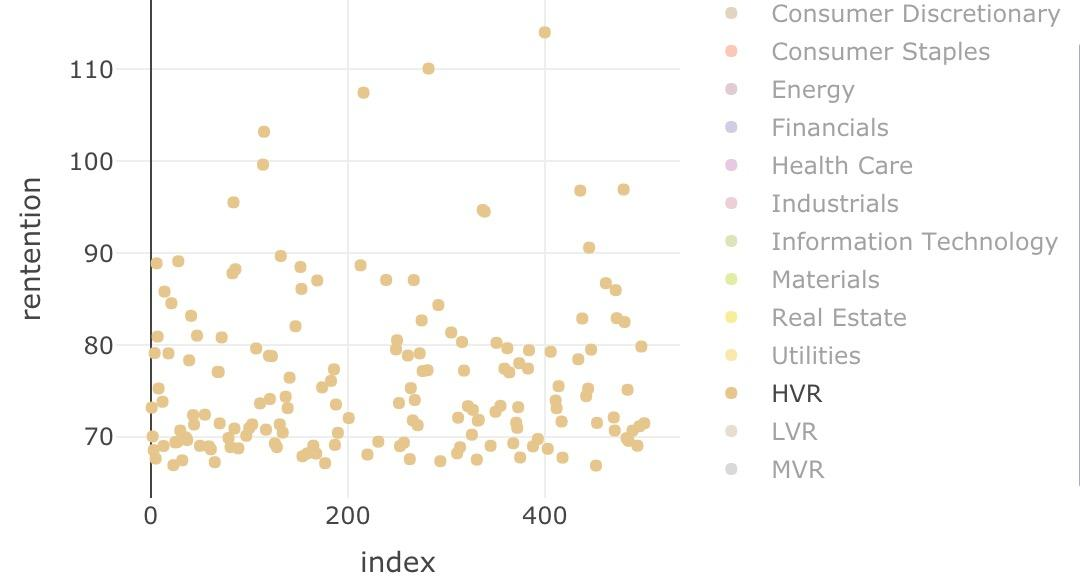 110
100
90
80
70
0
200
400
index
rentention
Consumer Discretionary
Consumer Staples
Energy
Financials
Health Care
Industrials
Information Technology
Materials
Real Estate
Utilities
HVR
LVR
MVR